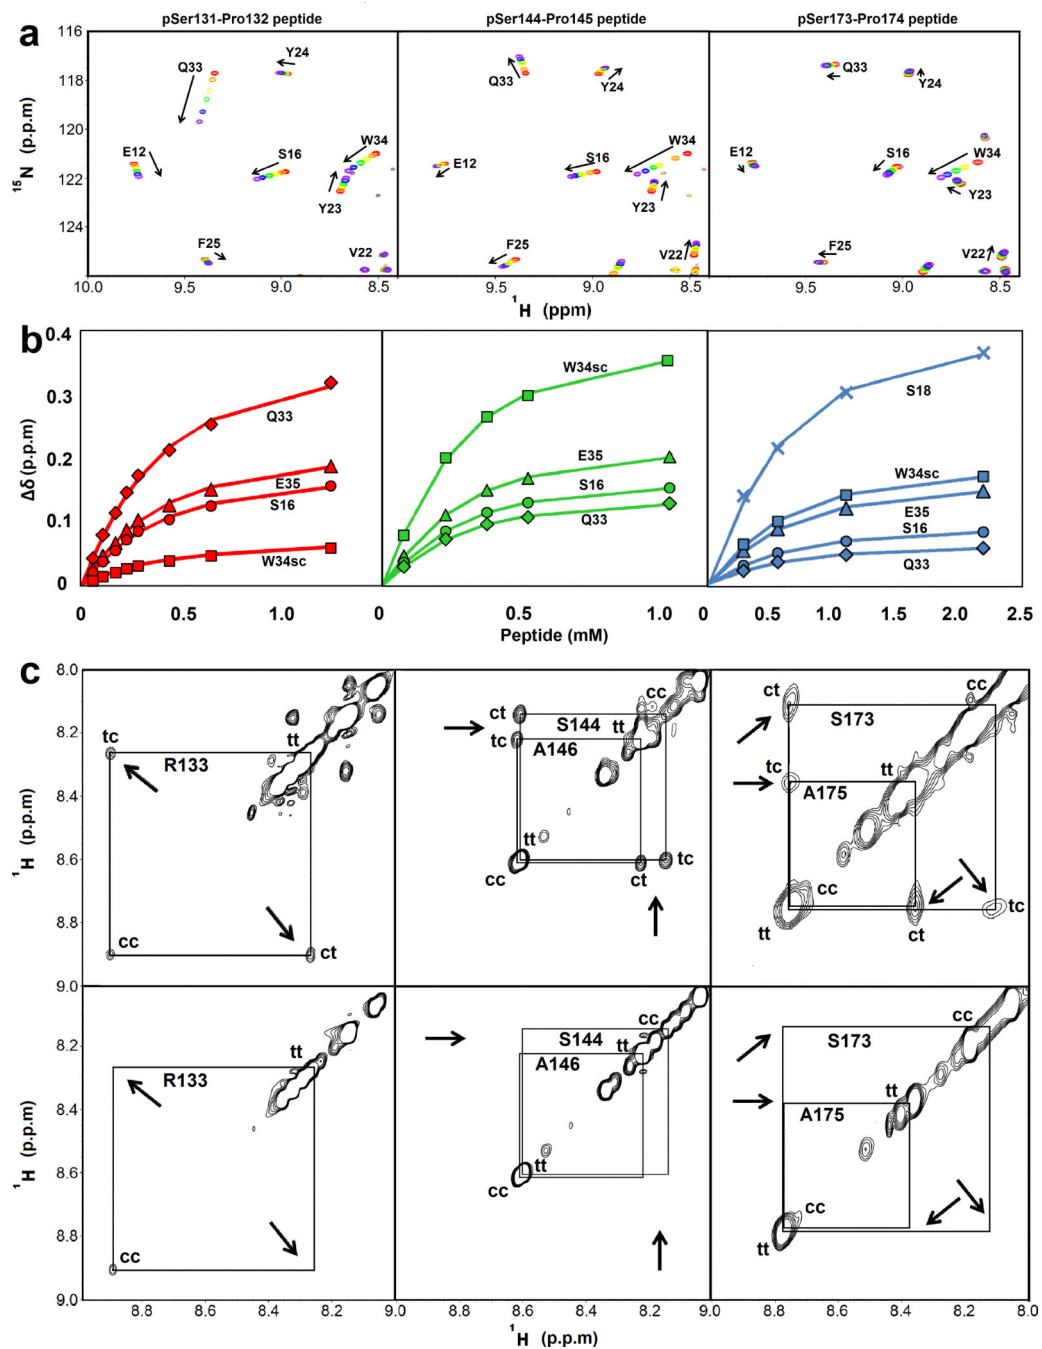 pSer131-Pro132 peptide pSer144-Pro145 peptide pSer173-Pro174 peptide
a
116
118
120
122
124
¹⁵N (p.p.m)
Q33
Y24
E12
S16
W34
Y23
F25
V22
Q33
Y24
E12
S16
W34
Y23
F25
V22
Q33
Y24
E12
S16
W34
Y23
F25
V22
10.0 9.5 9.0 8.5 9.5 9.0 8.5 9.5 9.0 8.5
¹H (ppm)
b
0.4
0.3
0.2
0.1
0
Δδ(p.p.m)
Q33
E35
S16
W34sc
W34sc
E35
S16
Q33
S18
W34sc
E35
S16
Q33
0 0.5 1.0 0 0.5 1.0 0 0.5 1.0 1.5 2.0 2.5
Peptide (mM)
c
8.0
8.2
8.4
8.6
8.8
9.0
¹H (p.p.m)
tc
R133
tt
cc
ct
ct
cc
S144
tc
tt
A146
tt
cc
ct
tc
ct
cc
S173
tc
tt
A175
cc
tt
ct
tc
8.2
8.4
8.6
8.8
9.0
¹H (p.p.m)
tt
R133
cc
cc
S144
tt
A146
tt
cc
cc
S173
tt
A175
cc
tt
8.8 8.6 8.4 8.2 9.0 8.8 8.6 8.4 8.2 9.0 8.8 8.6 8.4 8.2 8.0
¹H (p.p.m)